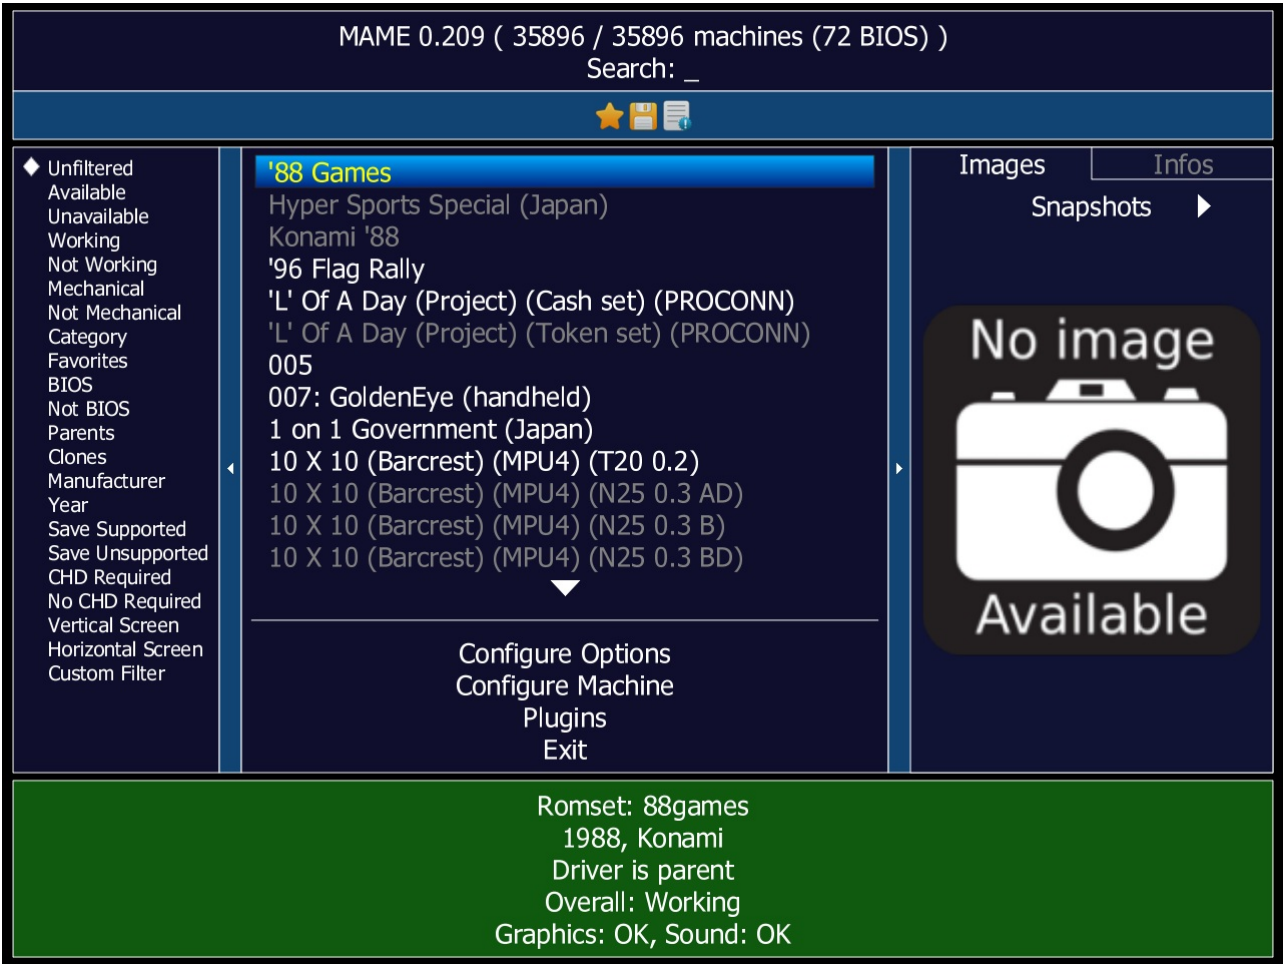 MAME 0.209 ( 35896 / 35896 machines (72 BIOS) )
Search: _
Unfiltered
Available
Unavailable
Working
Not Working
Mechanical
Not Mechanical
Category
Favorites
BIOS
Not BIOS
Parents
Clones
Manufacturer
Year
Save Supported
Save Unsupported
CHD Required
No CHD Required
Vertical Screen
Horizontal Screen
Custom Filter
'88 Games
Hyper Sports Special (Japan)
Konami '88
'96 Flag Rally
'L' Of A Day (Project) (Cash set) (PROCONN)
'L' Of A Day (Project) (Token set) (PROCONN)
005
007: GoldenEye (handheld)
1 on 1 Government (Japan)
10 X 10 (Barcrest) (MPU4) (T20 0.2)
10 X 10 (Barcrest) (MPU4) (N25 0.3 AD)
10 X 10 (Barcrest) (MPU4) (N25 0.3 B)
10 X 10 (Barcrest) (MPU4) (N25 0.3 BD)
Configure Options
Configure Machine
Plugins
Exit
Images Infos
Snapshots
No image
Available
Romset: 88games
1988, Konami
Driver is parent
Overall: Working
Graphics: OK, Sound: OK